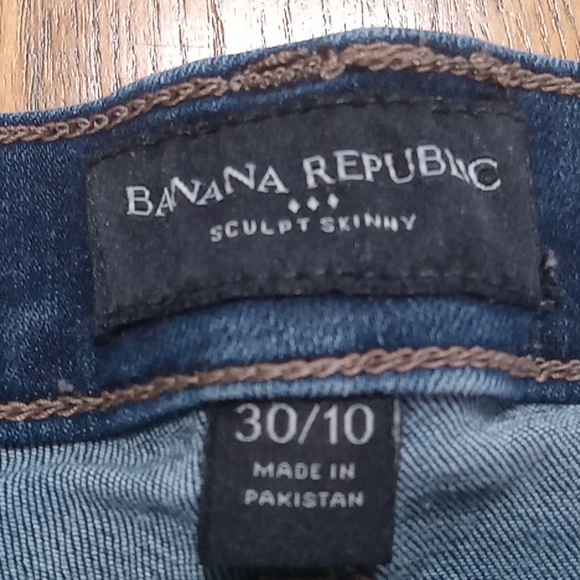 BANANA REPUBLIC
SCULPT SKINNY
30/10
MADE IN
PAKISTAN